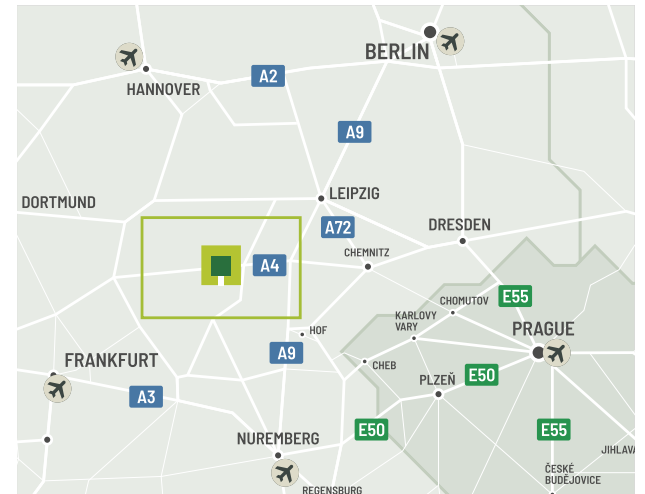 BERLIN
A2
HANNOVER
A9
DORTMUND
LEIPZIG
A72
DRESDEN
CHEMNITZ
A4
E55
CHOMUTOV
KARLOVY
VARY
PRAGUE
HOF
A9
FRANKFURT
CHEB
PLZEŇ
E50
A3
E50
E55
NUREMBERG
JIHLAVA
ČESKÉ
BUDĚJOVICE
REGENSBURG